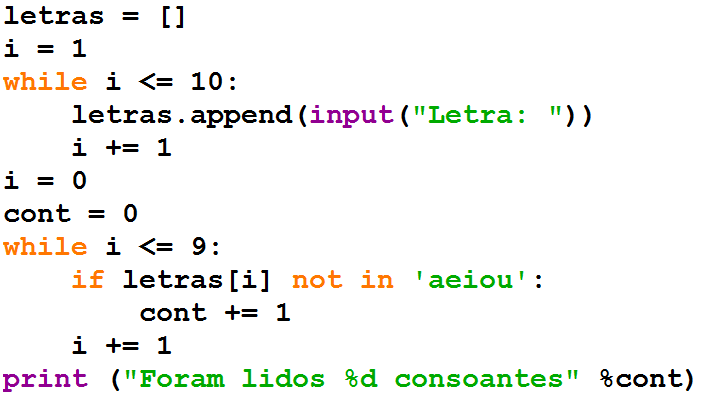 letras = []
i = 1
while i <= 10:
    letras.append(input("Letra: "))
    i += 1
i = 0
cont = 0
while i <= 9:
    if letras[i] not in 'aeiou':
        cont += 1
    i += 1
print ("Foram lidos %d consoantes" %cont)